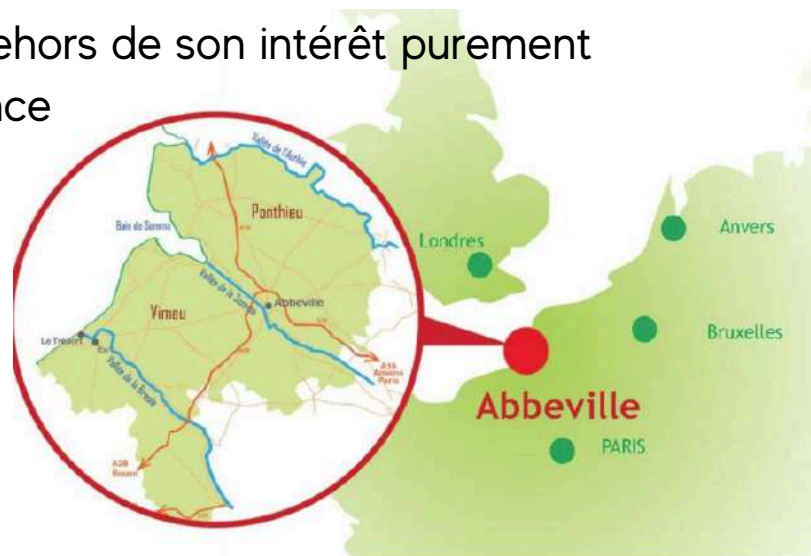 ehors de son intérêt purement
nce
Vallée de l'Authie
Ponthieu
Baie de Somme
Londres
Anvers
Vallée de la Somme
Abbeville
Vimeu
Bruxelles
Le Tréport
Eu
Vallée de la Bresle
A16
Amiens
Paris
Abbeville
PARIS
A28
Rouen